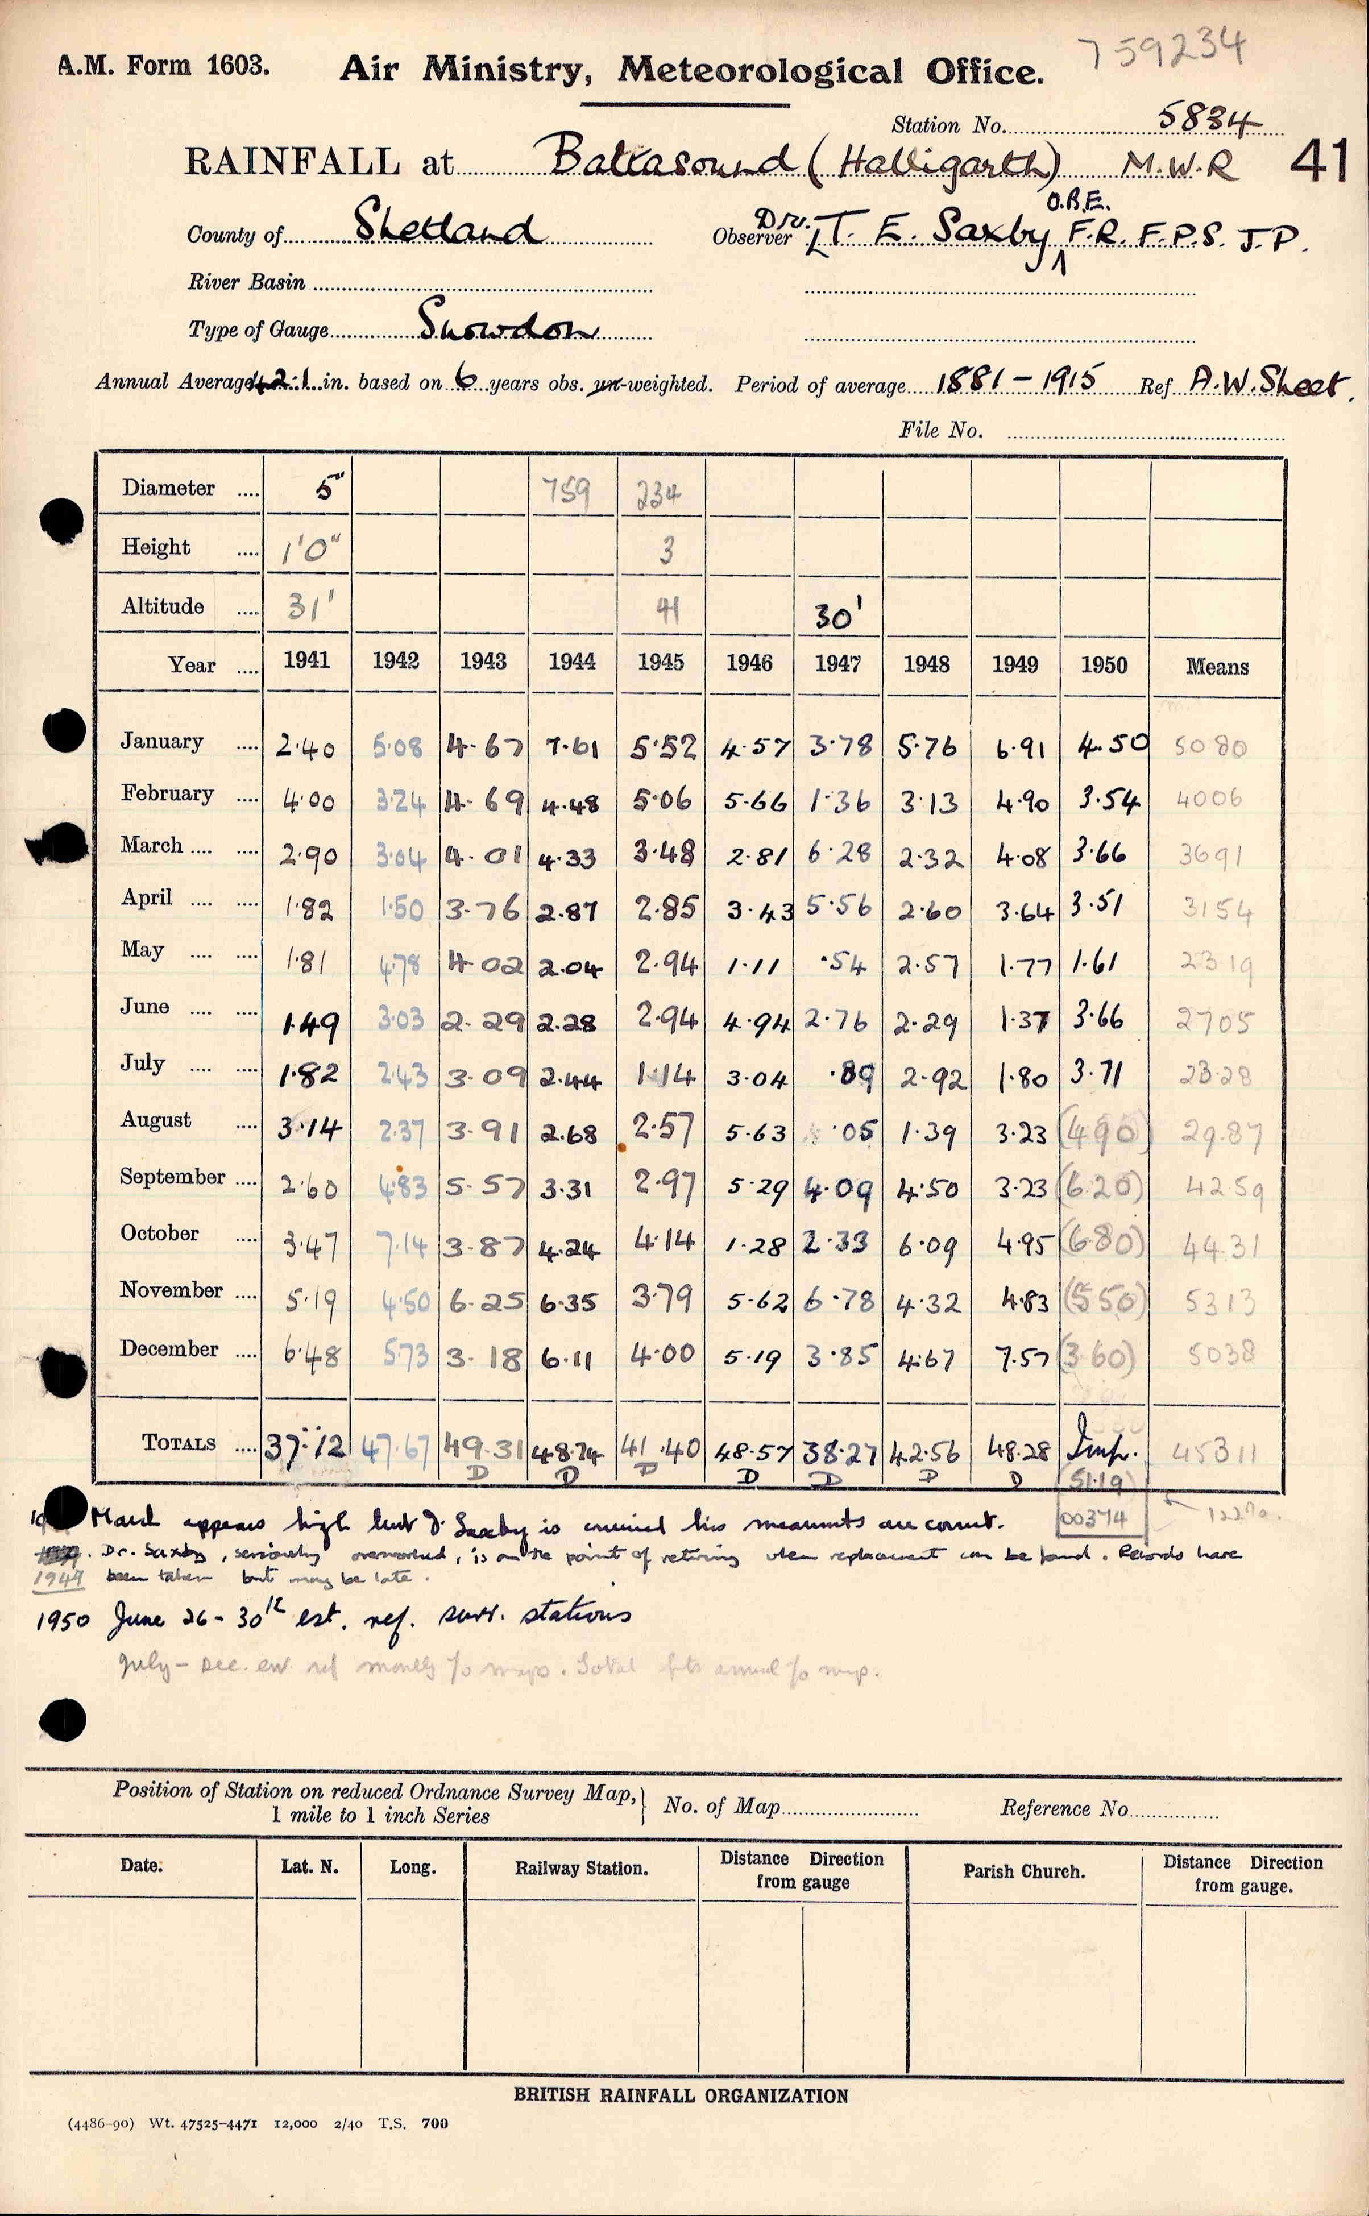 759234
A.M. Form 1603. Air Ministry, Meteorological Office.
Station No. 5834
RAINFALL at Baltasound (Halligarth) M.W.R 41
County of Shetland Observer Dr. T. E. Saxby O.B.E. F.R.F.P.S. J.P.
River Basin
Type of Gauge Snowdon
Annual Average 42.1 in. based on 6 years obs. un-weighted. Period of average 1881 - 1915 Ref A.W. Sheet.
File No.
Diameter .... 5" 759 234
Height .... 1'0" 3
Altitude .... 31' 41 30'
Year .... 1941 1942 1943 1944 1945 1946 1947 1948 1949 1950 Means
January .... 2.40 5.08 4.67 7.61 5.52 4.57 3.78 5.76 6.91 4.50 5080
February .... 4.00 3.24 4.69 4.48 5.06 5.66 1.36 3.13 4.90 3.54 4006
March .... .... 2.90 3.04 4.01 4.33 3.48 2.81 6.28 2.32 4.08 3.66 3691
April .... .... 1.82 1.50 3.76 2.87 2.85 3.43 5.56 2.60 3.64 3.51 3154
May .... .... 1.81 4.78 4.02 2.04 2.94 1.11 .54 2.57 1.77 1.61 2319
June .... .... 1.49 3.03 2.29 2.28 2.94 4.94 2.76 2.29 1.37 3.66 2705
July .... .... 1.82 2.43 3.09 2.44 1.14 3.04 .89 2.92 1.80 3.71 23.28
August .... 3.14 2.37 3.91 2.68 2.57 5.63 .05 1.39 3.23 (490) 29.87
September .... 2.60 4.83 5.57 3.31 2.97 5.29 4.09 4.50 3.23 (620) 4259
October .... 3.47 7.14 3.87 4.24 4.14 1.28 2.33 6.09 4.95 (680) 4431
November .... 5.19 4.50 6.25 6.35 3.79 5.62 6.78 4.32 4.83 (550) 5313
December .... 6.48 5.73 3.18 6.11 4.00 5.19 3.85 4.67 7.57 (3.60) 5038
TOTALS .... 37.12 47.67 49.31 48.74 41.40 48.57 38.27 42.56 48.28 Imp. 45311
D D D D D D D (51.19)
March appears high but Dr Saxby is convinced his measurements are correct. 00374 122%
1949 Dr. Saxby, seriously overworked, is on the point of retiring when replacement can be found. Records have
been taken but may be late.
1950 June 26 - 30th est. ref. surr. stations
July - Dec. ref monthly % maps. Total fits annual % map.
Position of Station on reduced Ordnance Survey Map,
1 mile to 1 inch Series } No. of Map Reference No.
Date. Lat. N. Long. Railway Station. Distance Direction from gauge Parish Church. Distance Direction from gauge.
BRITISH RAINFALL ORGANIZATION
(4486-90) Wt. 47525-4471 12,000 2/40 T.S. 700